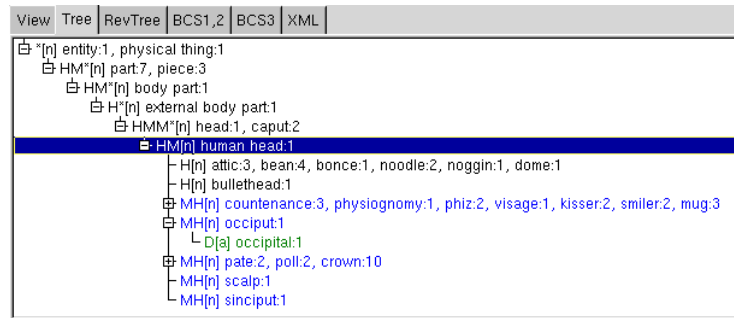 View Tree RevTree BCS1,2 BCS3 XML
*[n] entity:1, physical thing:1
HM*[n] part:7, piece:3
HM*[n] body part:1
H*[n] external body part:1
HMM*[n] head:1, caput:2
HM[n] human head:1
H[n] attic:3, bean:4, bonce:1, noodle:2, noggin:1, dome:1
H[n] bullethead:1
MH[n] countenance:3, physiognomy:1, phiz:2, visage:1, kisser:2, smiler:2, mug:3
MH[n] occiput:1
D[a] occipital:1
MH[n] pate:2, poll:2, crown:10
MH[n] scalp:1
MH[n] sinciput:1